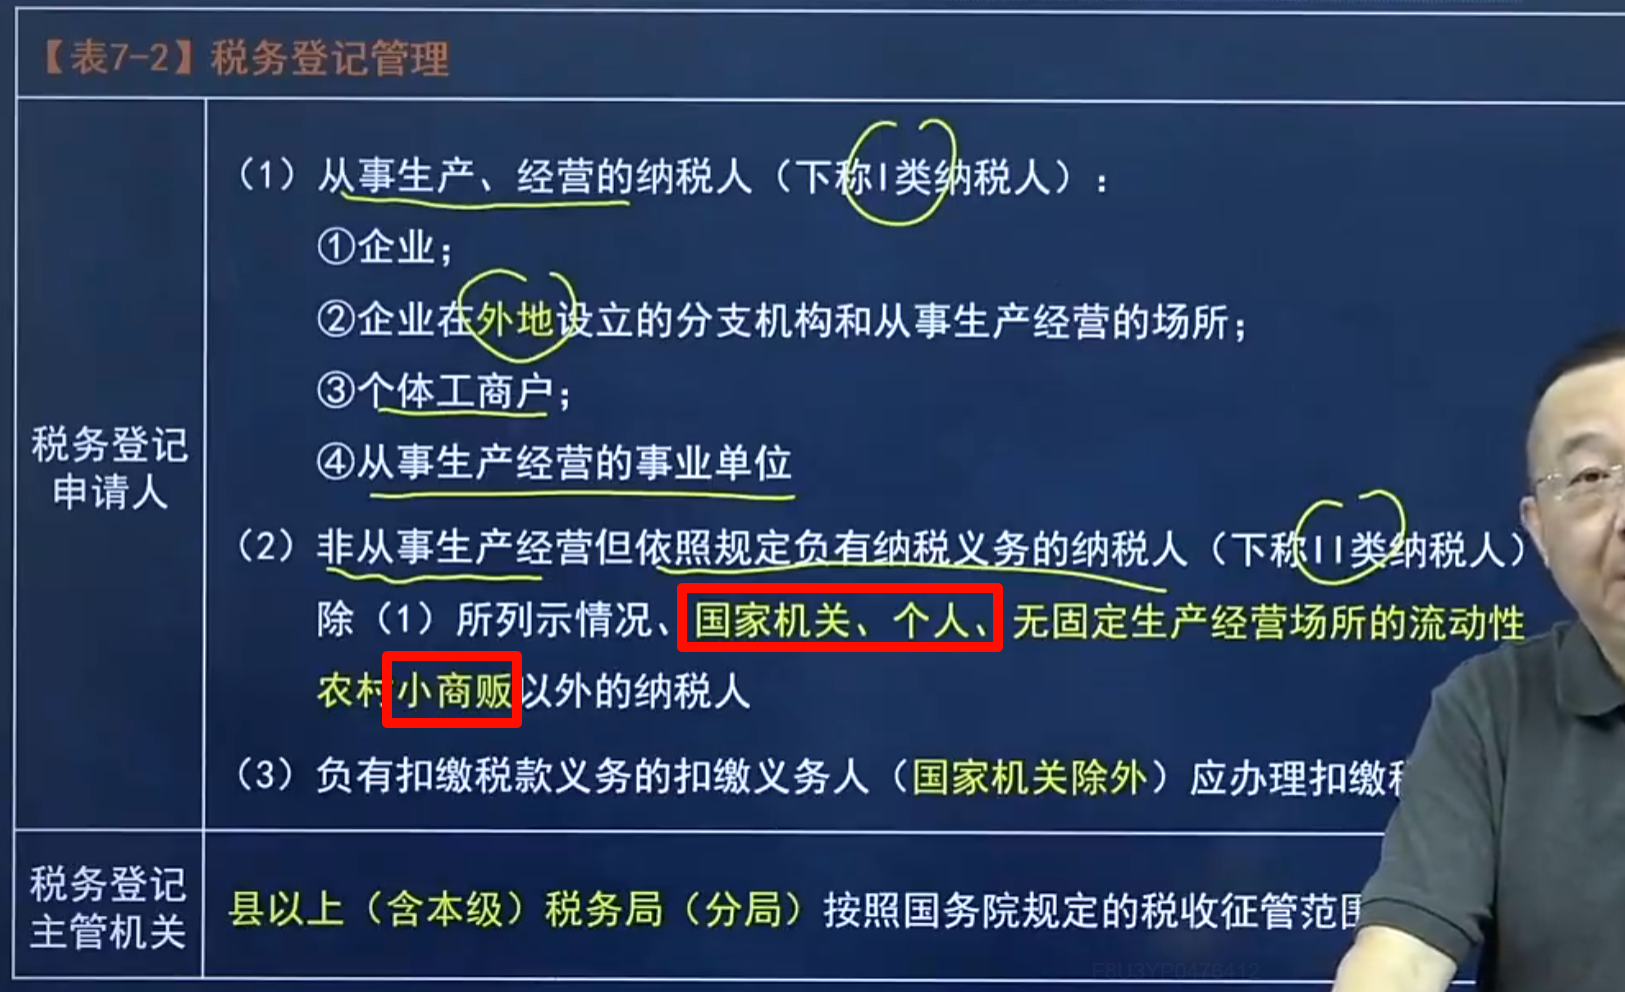 【表7-2】税务登记管理
税务登记
申请人
（1）从事生产、经营的纳税人（下称I类纳税人）：
①企业；
②企业在外地设立的分支机构和从事生产经营的场所；
③个体工商户；
④从事生产经营的事业单位
（2）非从事生产经营但依照规定负有纳税义务的纳税人（下称II类纳税人）
除（1）所列示情况、国家机关、个人、无固定生产经营场所的流动性
农村小商贩以外的纳税人
（3）负有扣缴税款义务的扣缴义务人（国家机关除外）应办理扣缴
税务登记
主管机关
县以上（含本级）税务局（分局）按照国务院规定的税收征管范围
F8U3YP0476412